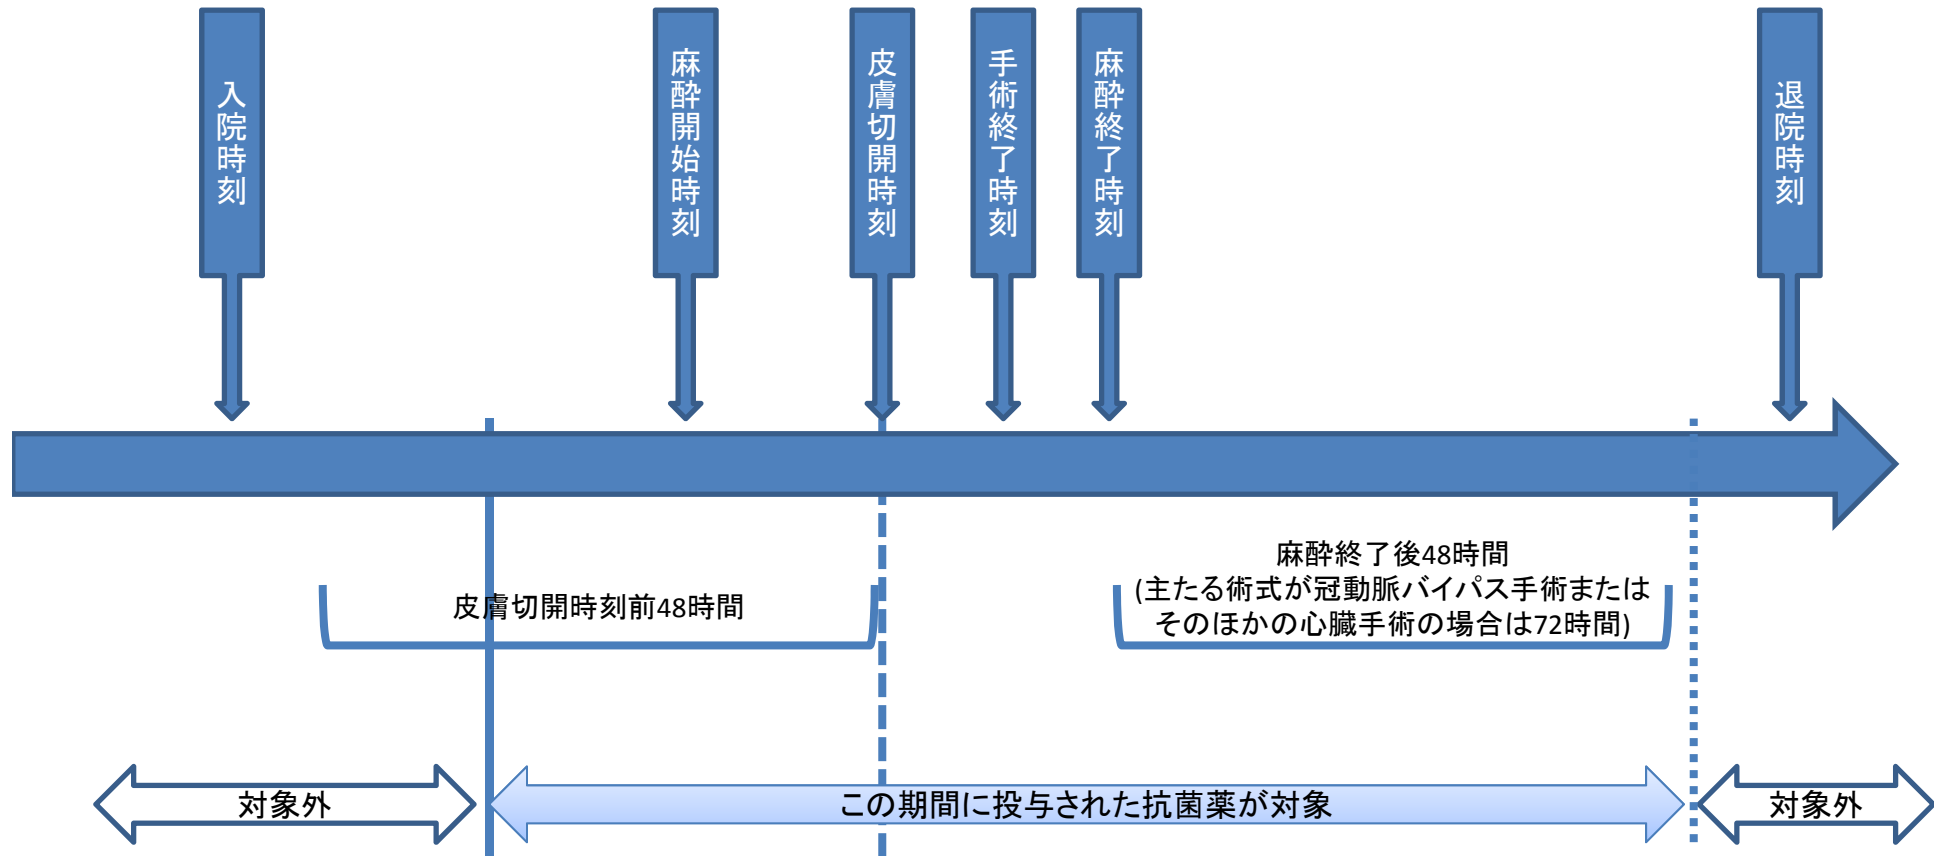 入院時刻
麻酔開始時刻
皮膚切開時刻
手術終了時刻
麻酔終了時刻
退院時刻
皮膚切開時刻前48時間
麻酔終了後48時間
(主たる術式が冠動脈バイパス手術または
そのほかの心臓手術の場合は72時間)
対象外
この期間に投与された抗菌薬が対象
対象外